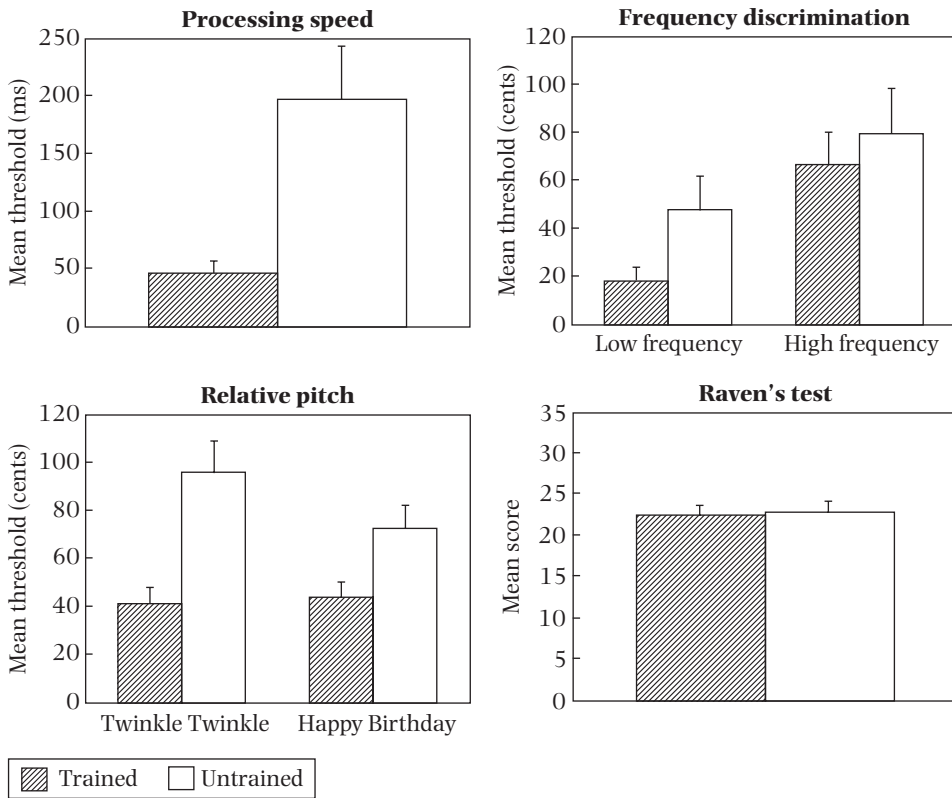 Processing speed
Mean threshold (ms)
250
200
150
100
50
0
Frequency discrimination
Mean threshold (cents)
120
100
80
60
40
20
0
Low frequency High frequency
Relative pitch
Mean threshold (cents)
120
100
80
60
40
20
0
Twinkle Twinkle Happy Birthday
Raven's test
Mean score
35
30
25
20
15
10
5
0
Trained Untrained